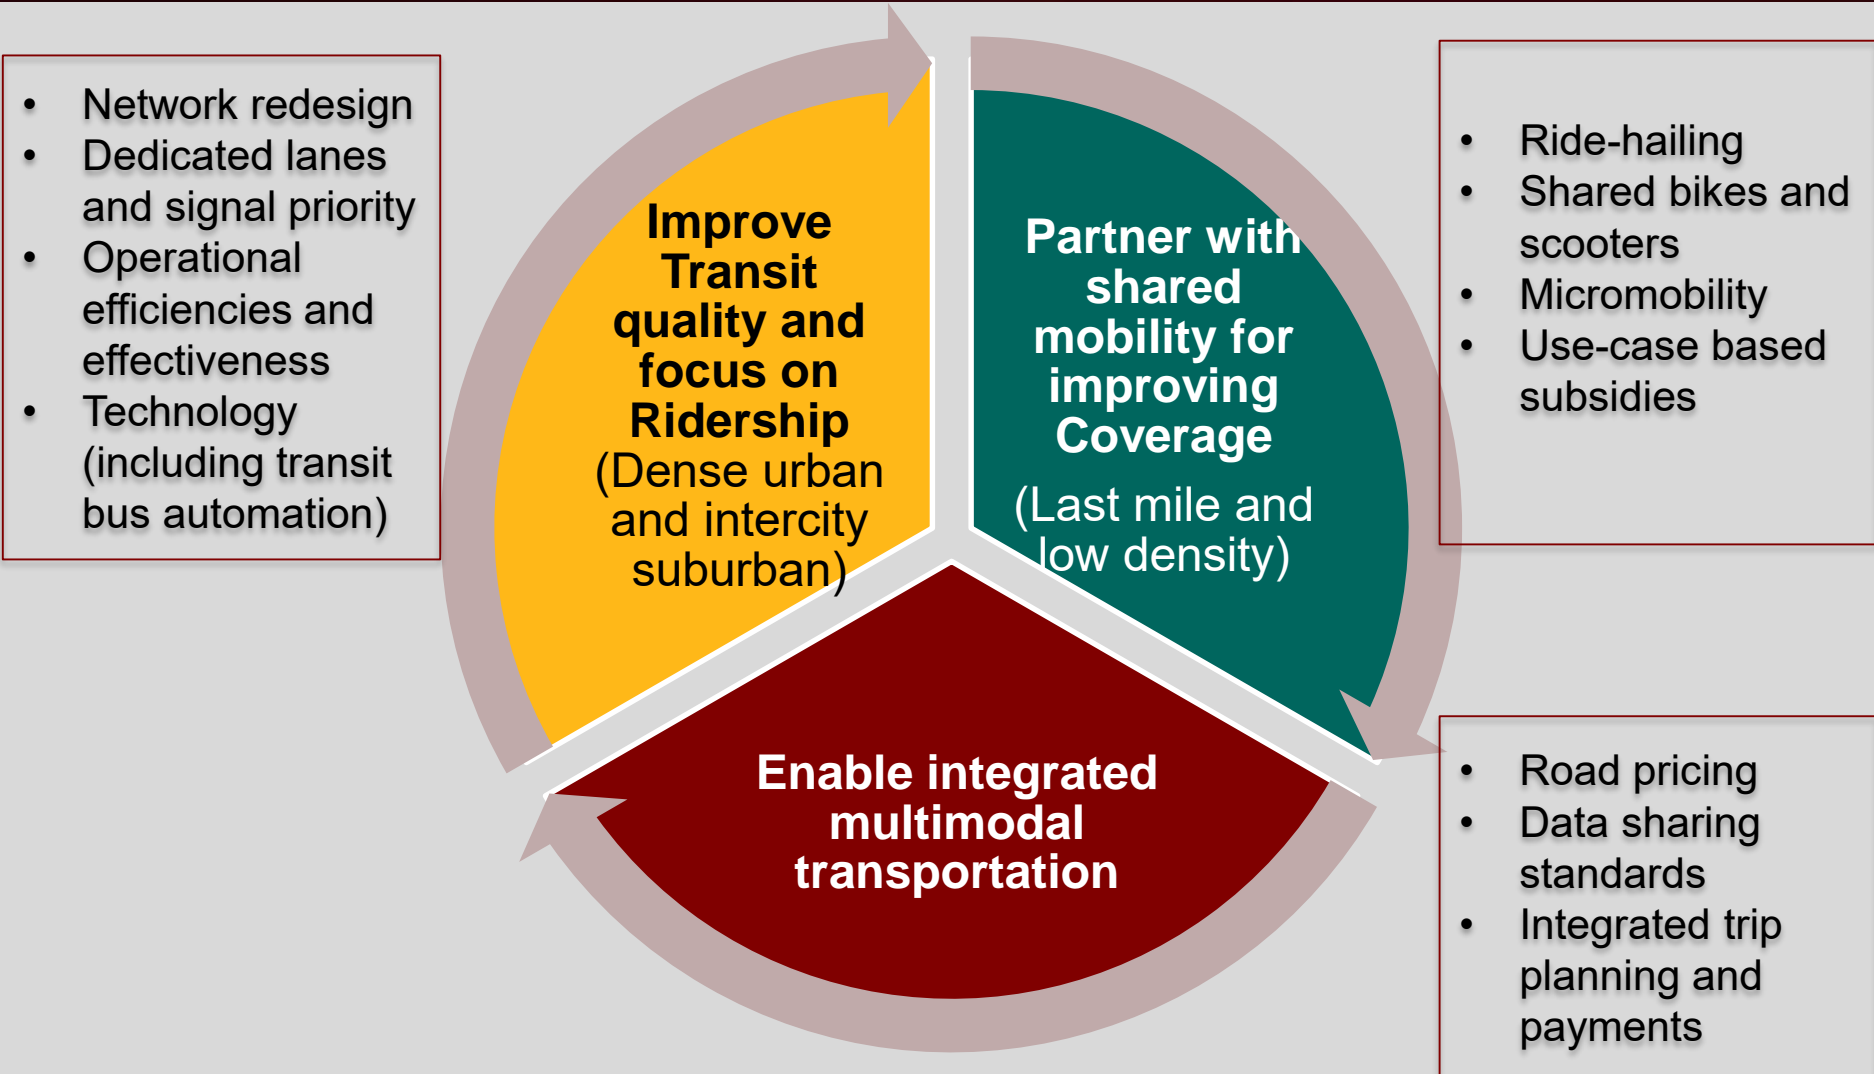 • Network redesign
• Dedicated lanes
and signal priority
• Operational
efficiencies and
effectiveness
• Technology
(including transit
bus automation)
Improve
Transit
quality and
focus on
Ridership
(Dense urban
and intercity
suburban)
Partner with
shared
mobility for
improving
Coverage
(Last mile and
low density)
• Ride-hailing
• Shared bikes and
scooters
• Micromobility
• Use-case based
subsidies
Enable integrated
multimodal
transportation
• Road pricing
• Data sharing
standards
• Integrated trip
planning and
payments